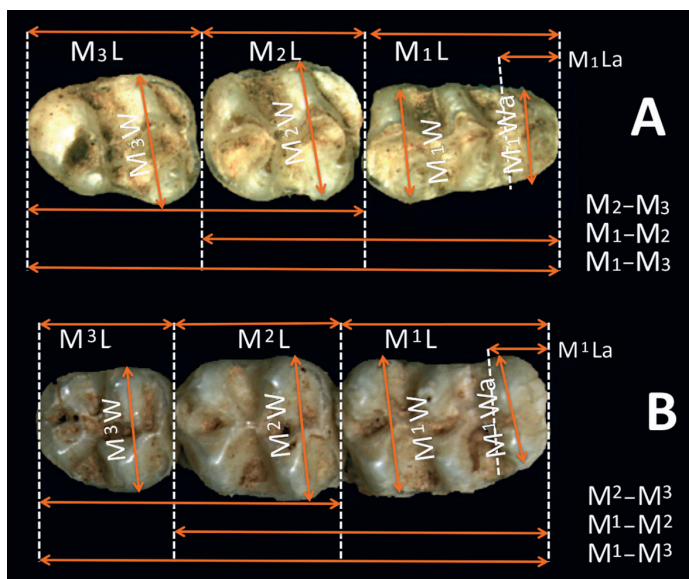 M₃L M₂L M₁L
M₁La
M₃W M₂W M₁W M₁Wa
A
M₂–M₃
M₁–M₂
M₁–M₃
M³L M²L M¹L
M¹La
M³W M²W M¹W M¹Wa
B
M²–M³
M¹–M²
M¹–M³